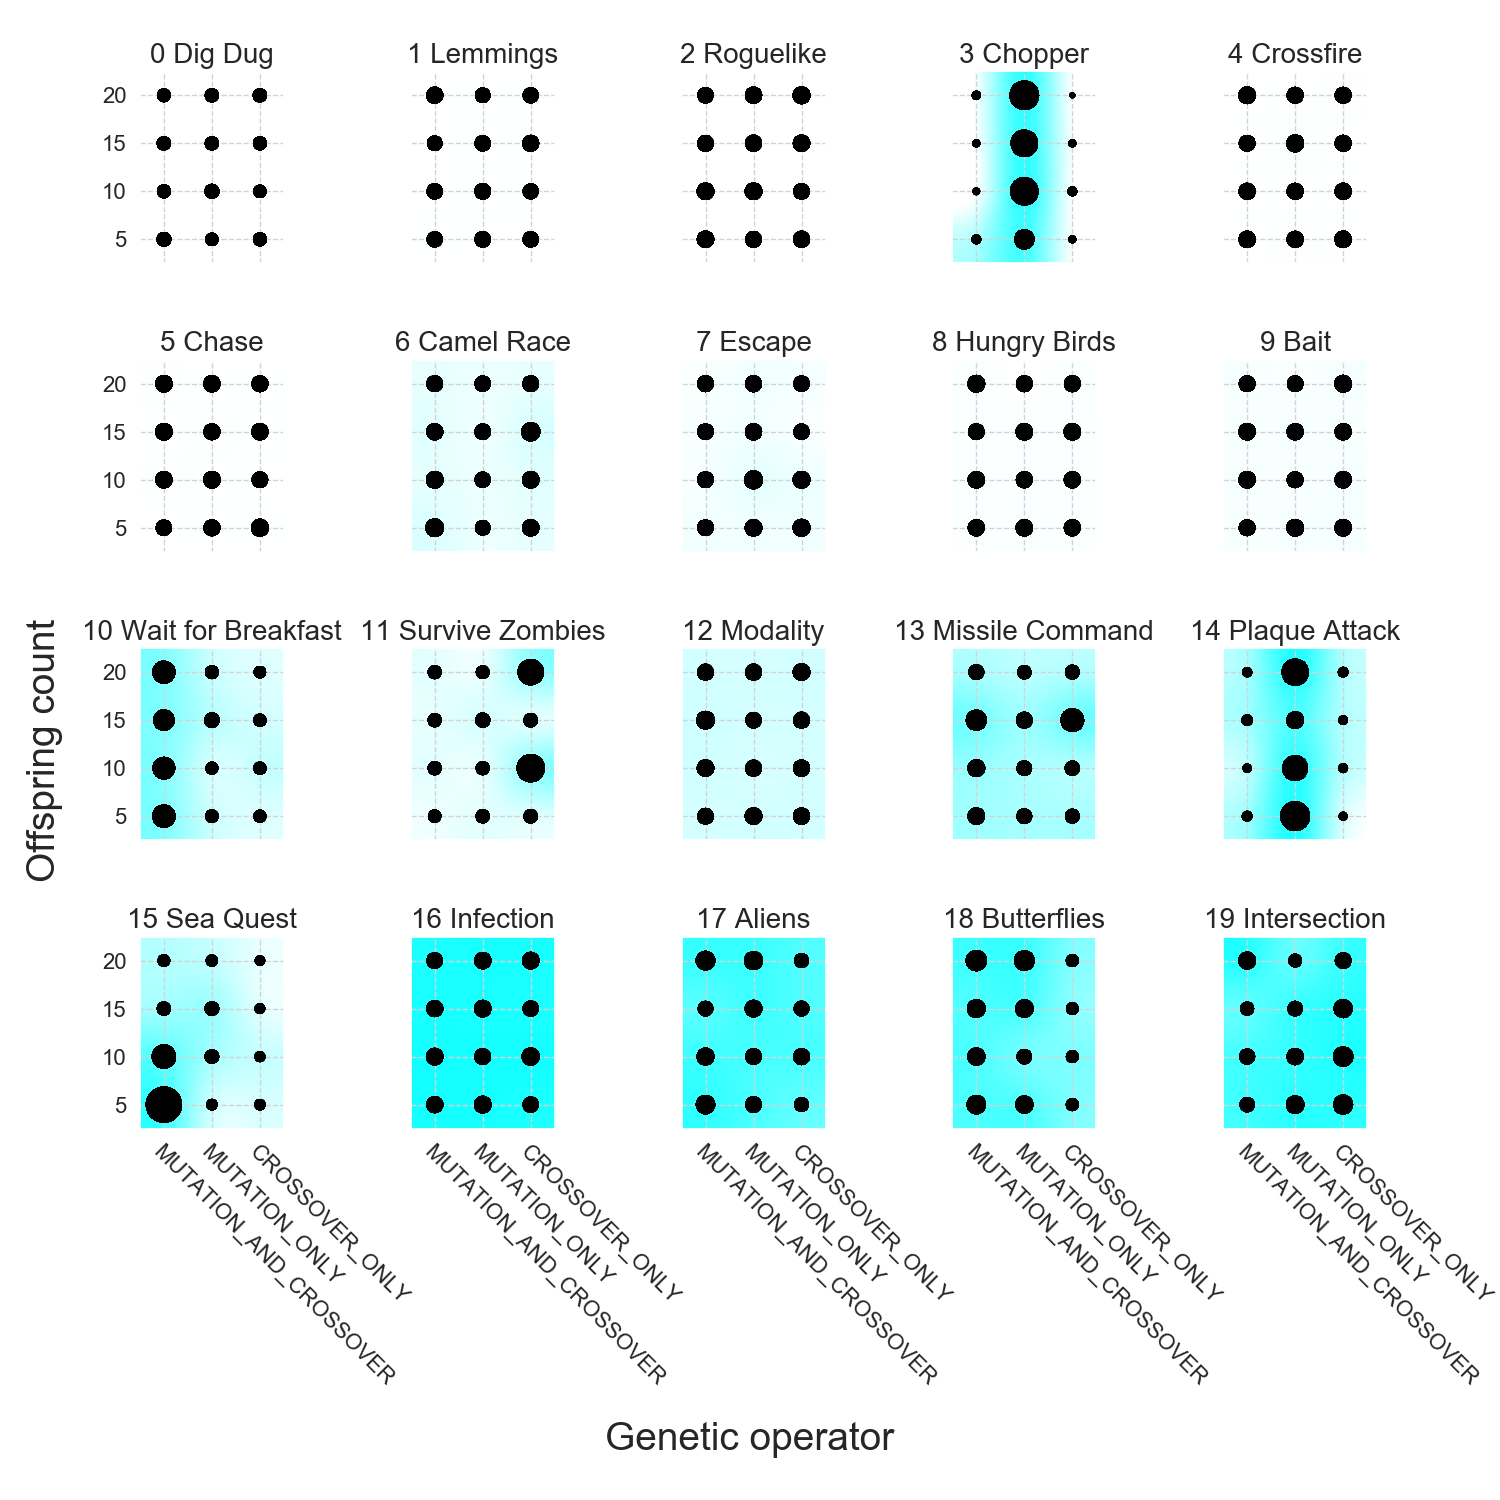 0 Dig Dug
1 Lemmings
2 Roguelike
3 Chopper
4 Crossfire
20
15
10
5
5 Chase
6 Camel Race
7 Escape
8 Hungry Birds
9 Bait
20
15
10
5
10 Wait for Breakfast
11 Survive Zombies
12 Modality
13 Missile Command
14 Plaque Attack
20
15
10
5
15 Sea Quest
16 Infection
17 Aliens
18 Butterflies
19 Intersection
20
15
10
5
MUTATION_AND_CROSSOVER
MUTATION_ONLY
CROSSOVER_ONLY
MUTATION_AND_CROSSOVER
MUTATION_ONLY
CROSSOVER_ONLY
MUTATION_AND_CROSSOVER
MUTATION_ONLY
CROSSOVER_ONLY
MUTATION_AND_CROSSOVER
MUTATION_ONLY
CROSSOVER_ONLY
MUTATION_AND_CROSSOVER
MUTATION_ONLY
CROSSOVER_ONLY
Offspring count
Genetic operator